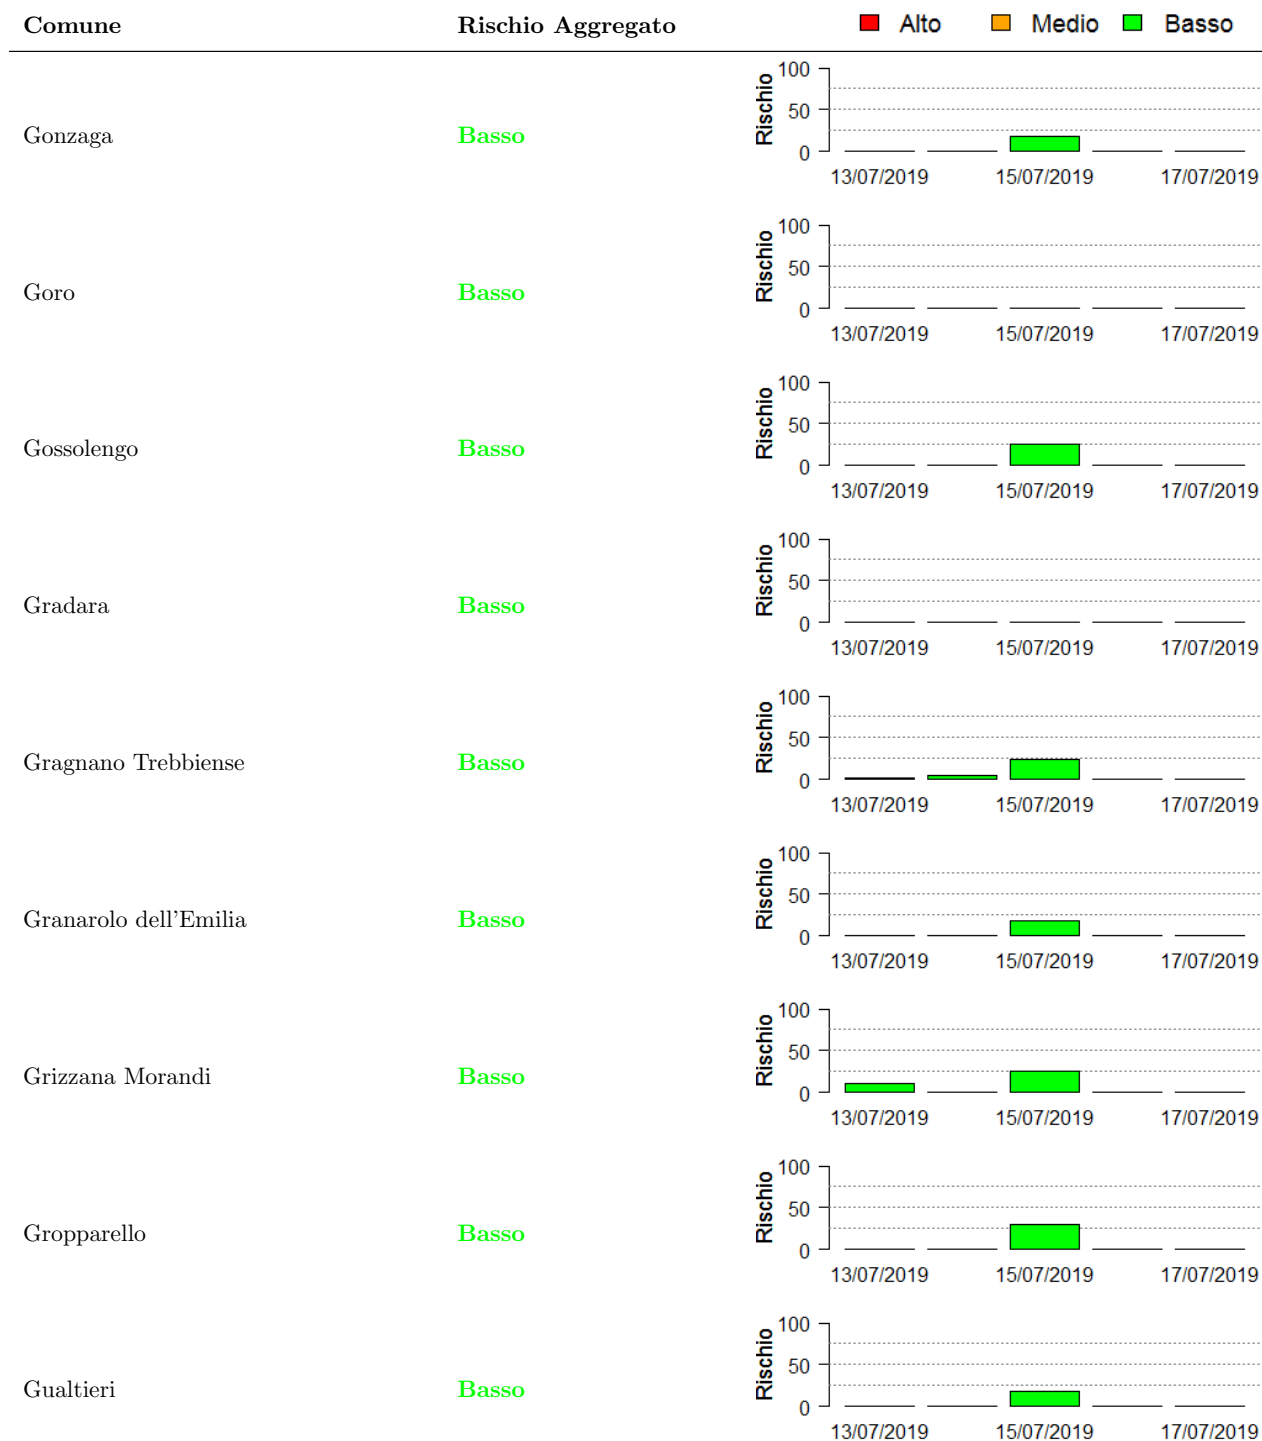 Comune Rischio Aggregato Alto Medio Basso
100
50
0
Rischio
Gonzaga Basso
13/07/2019 15/07/2019 17/07/2019
100
50
0
Rischio
Goro Basso
13/07/2019 15/07/2019 17/07/2019
100
50
0
Rischio
Gossolengo Basso
13/07/2019 15/07/2019 17/07/2019
100
50
0
Rischio
Gradara Basso
13/07/2019 15/07/2019 17/07/2019
100
50
0
Rischio
Gragnano Trebbiense Basso
13/07/2019 15/07/2019 17/07/2019
100
50
0
Rischio
Granarolo dell'Emilia Basso
13/07/2019 15/07/2019 17/07/2019
100
50
0
Rischio
Grizzana Morandi Basso
13/07/2019 15/07/2019 17/07/2019
100
50
0
Rischio
Gropparello Basso
13/07/2019 15/07/2019 17/07/2019
100
50
0
Rischio
Gualtieri Basso
13/07/2019 15/07/2019 17/07/2019